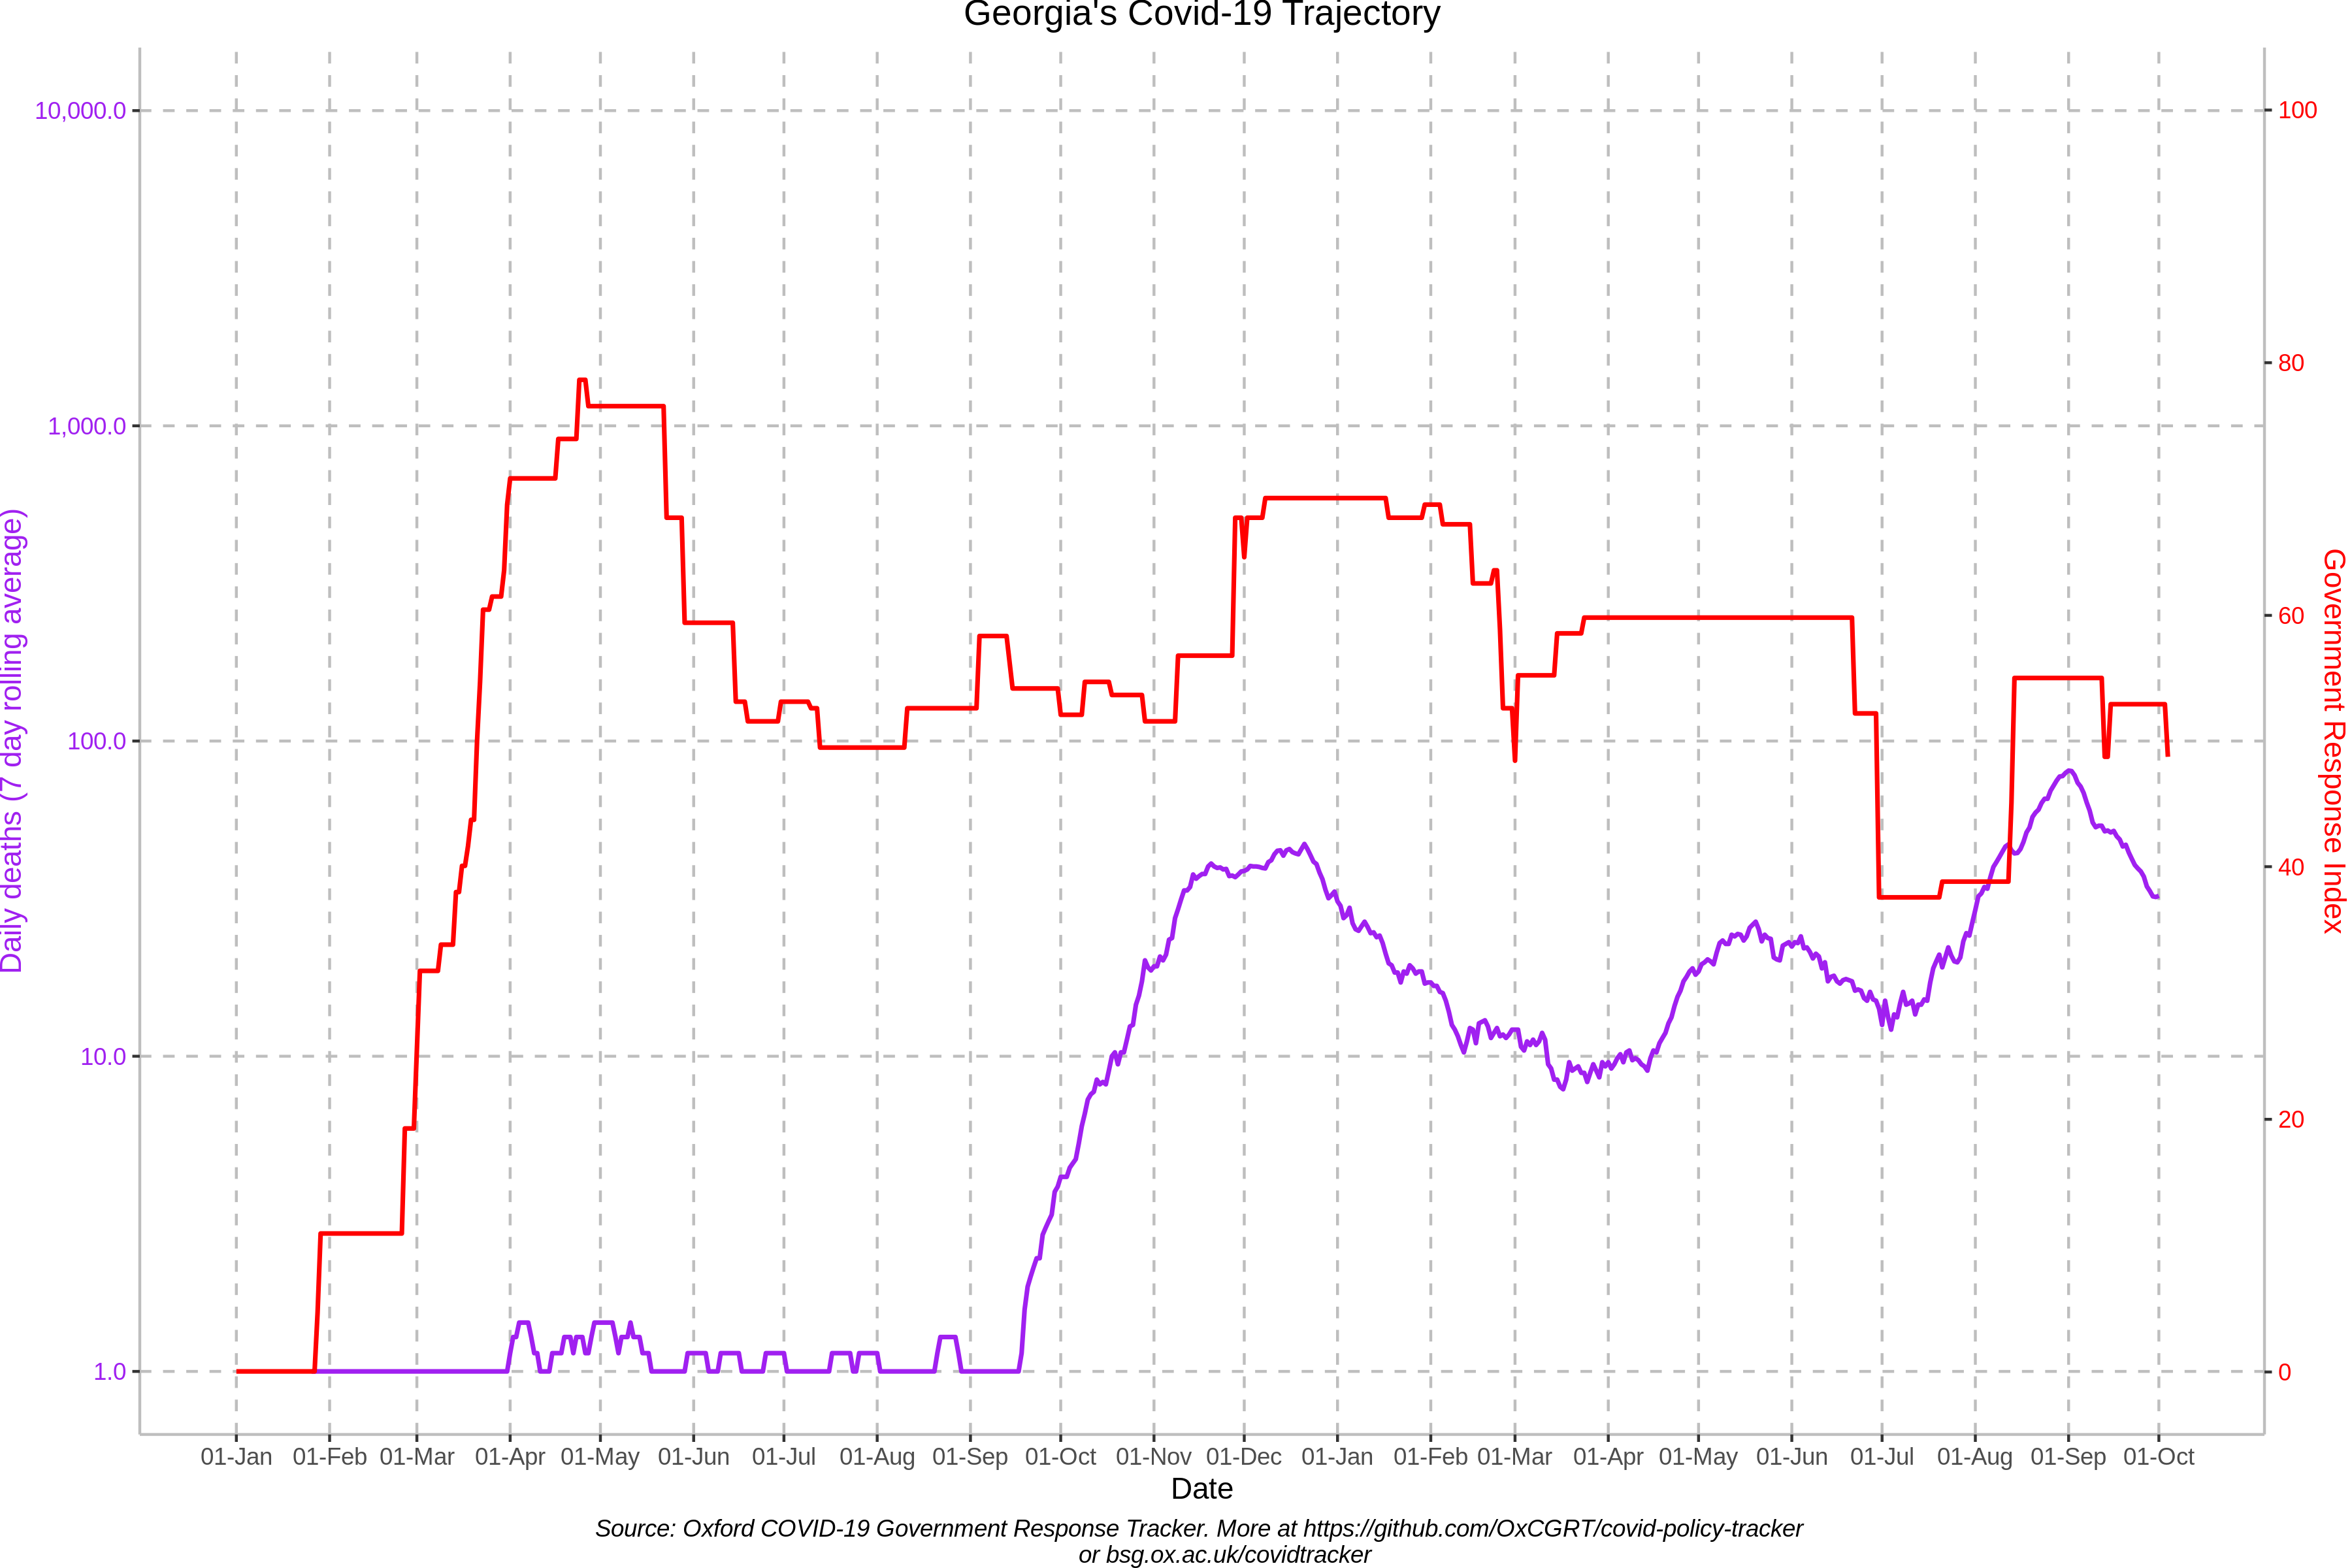 Georgia's Covid-19 Trajectory
10,000.0
1,000.0
100.0
10.0
1.0
Daily deaths (7 day rolling average)
100
80
60
40
20
0
Government Response Index
01-Jan 01-Feb 01-Mar 01-Apr 01-May 01-Jun 01-Jul 01-Aug 01-Sep 01-Oct 01-Nov 01-Dec 01-Jan 01-Feb 01-Mar 01-Apr 01-May 01-Jun 01-Jul 01-Aug 01-Sep 01-Oct
Date
Source: Oxford COVID-19 Government Response Tracker. More at https://github.com/OxCGRT/covid-policy-tracker
or bsg.ox.ac.uk/covidtracker